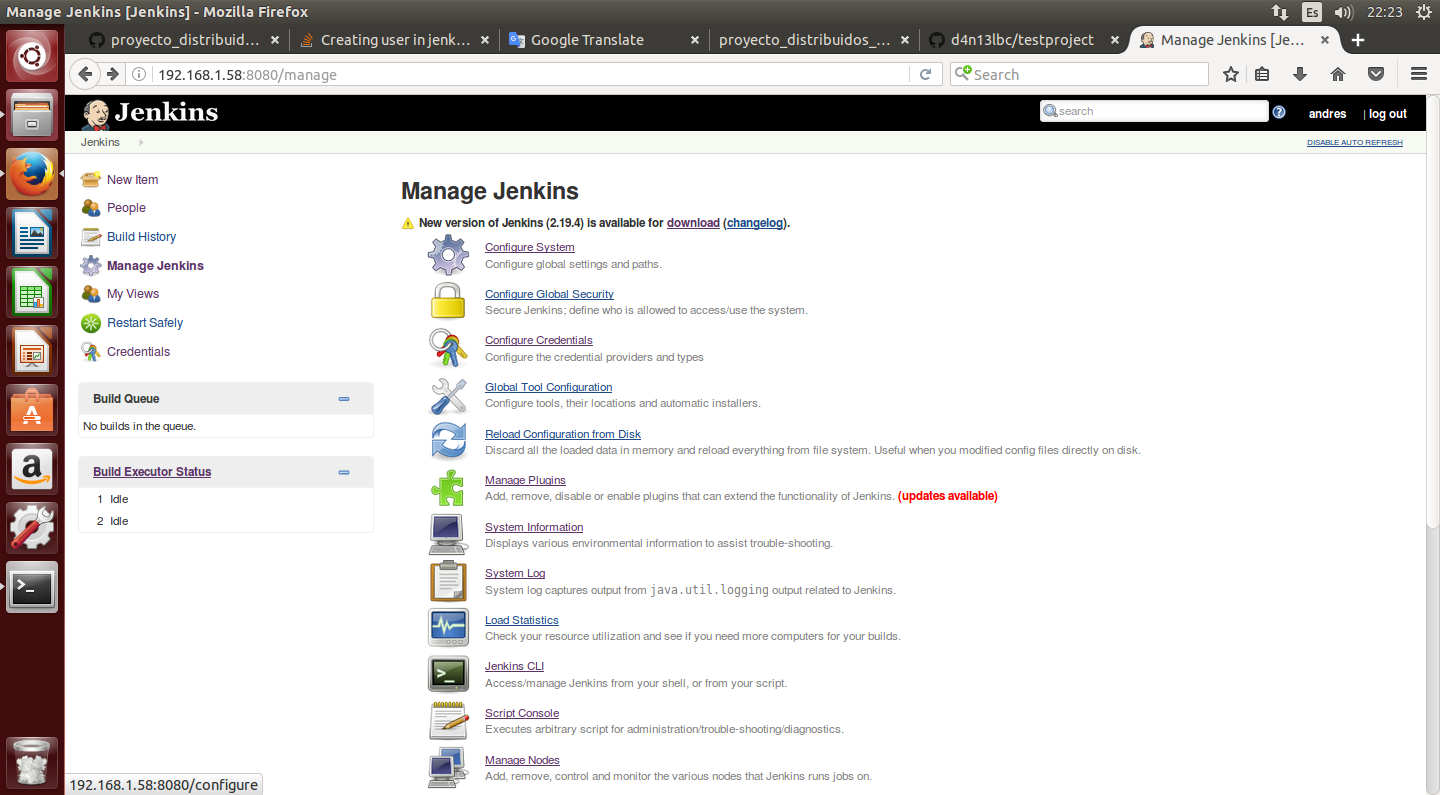 Manage Jenkins [Jenkins] - Mozilla Firefox
Es 22:23
proyecto_distribuid... × Creating user in jenk... × Google Translate × proyecto_distribuidos_... × d4n13lbc/testproject × Manage Jenkins [Je... ×
192.168.1.58:8080/manage
Search
Jenkins
search
andres | log out
Jenkins
DISABLE AUTO REFRESH
New Item
People
Build History
Manage Jenkins
My Views
Restart Safely
Credentials
Build Queue
No builds in the queue.
Build Executor Status
1 Idle
2 Idle
Manage Jenkins
New version of Jenkins (2.19.4) is available for download (changelog).
Configure System
Configure global settings and paths.
Configure Global Security
Secure Jenkins; define who is allowed to access/use the system.
Configure Credentials
Configure the credential providers and types
Global Tool Configuration
Configure tools, their locations and automatic installers.
Reload Configuration from Disk
Discard all the loaded data in memory and reload everything from file system. Useful when you modified config files directly on disk.
Manage Plugins
Add, remove, disable or enable plugins that can extend the functionality of Jenkins. (updates available)
System Information
Displays various environmental information to assist trouble-shooting.
System Log
System log captures output from java.util.logging output related to Jenkins.
Load Statistics
Check your resource utilization and see if you need more computers for your builds.
Jenkins CLI
Access/manage Jenkins from your shell, or from your script.
Script Console
Executes arbitrary script for administration/trouble-shooting/diagnostics.
Manage Nodes
Add, remove, control and monitor the various nodes that Jenkins runs jobs on.
192.168.1.58:8080/configure